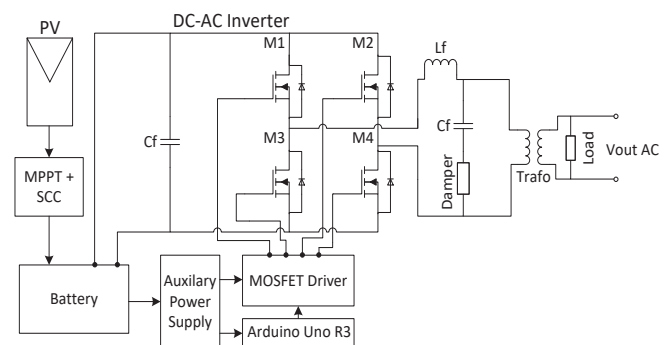 DC-AC Inverter
PV
M1
M2
Lf
Cf
M3
M4
Cf
Damper
Trafo
Load
Vout AC
MPPT +
SCC
Battery
Auxilary
Power
Supply
MOSFET Driver
Arduino Uno R3